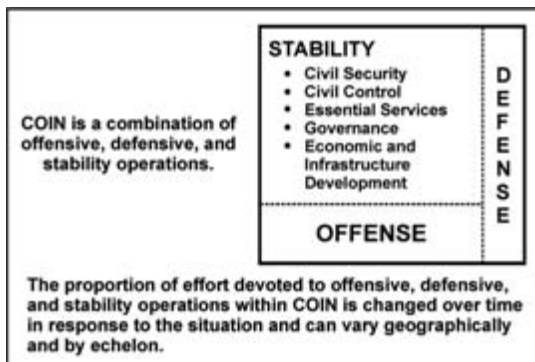 COIN is a combination of
offensive, defensive, and
stability operations.
STABILITY
• Civil Security
• Civil Control
• Essential Services
• Governance
• Economic and
Infrastructure
Development
DEFENSE
OFFENSE
The proportion of effort devoted to offensive, defensive,
and stability operations within COIN is changed over time
in response to the situation and can vary geographically
and by echelon.